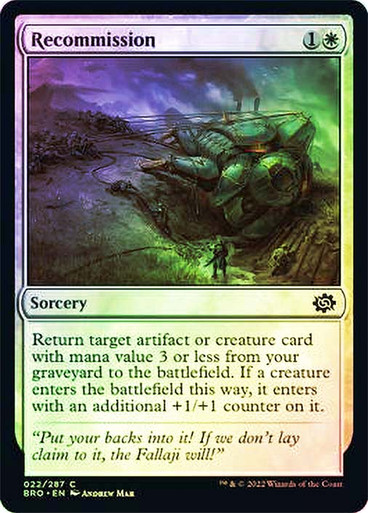 Recommission 1
Sorcery
Return target artifact or creature card
with mana value 3 or less from your
graveyard to the battlefield. If a creature
enters the battlefield this way, it enters
with an additional +1/+1 counter on it.
“Put your backs into it! If we don’t lay
claim to it, the Fallaji will!”
022/287 C
BRO • EN Andrew Mar
™ & © 2022 Wizards of the Coast